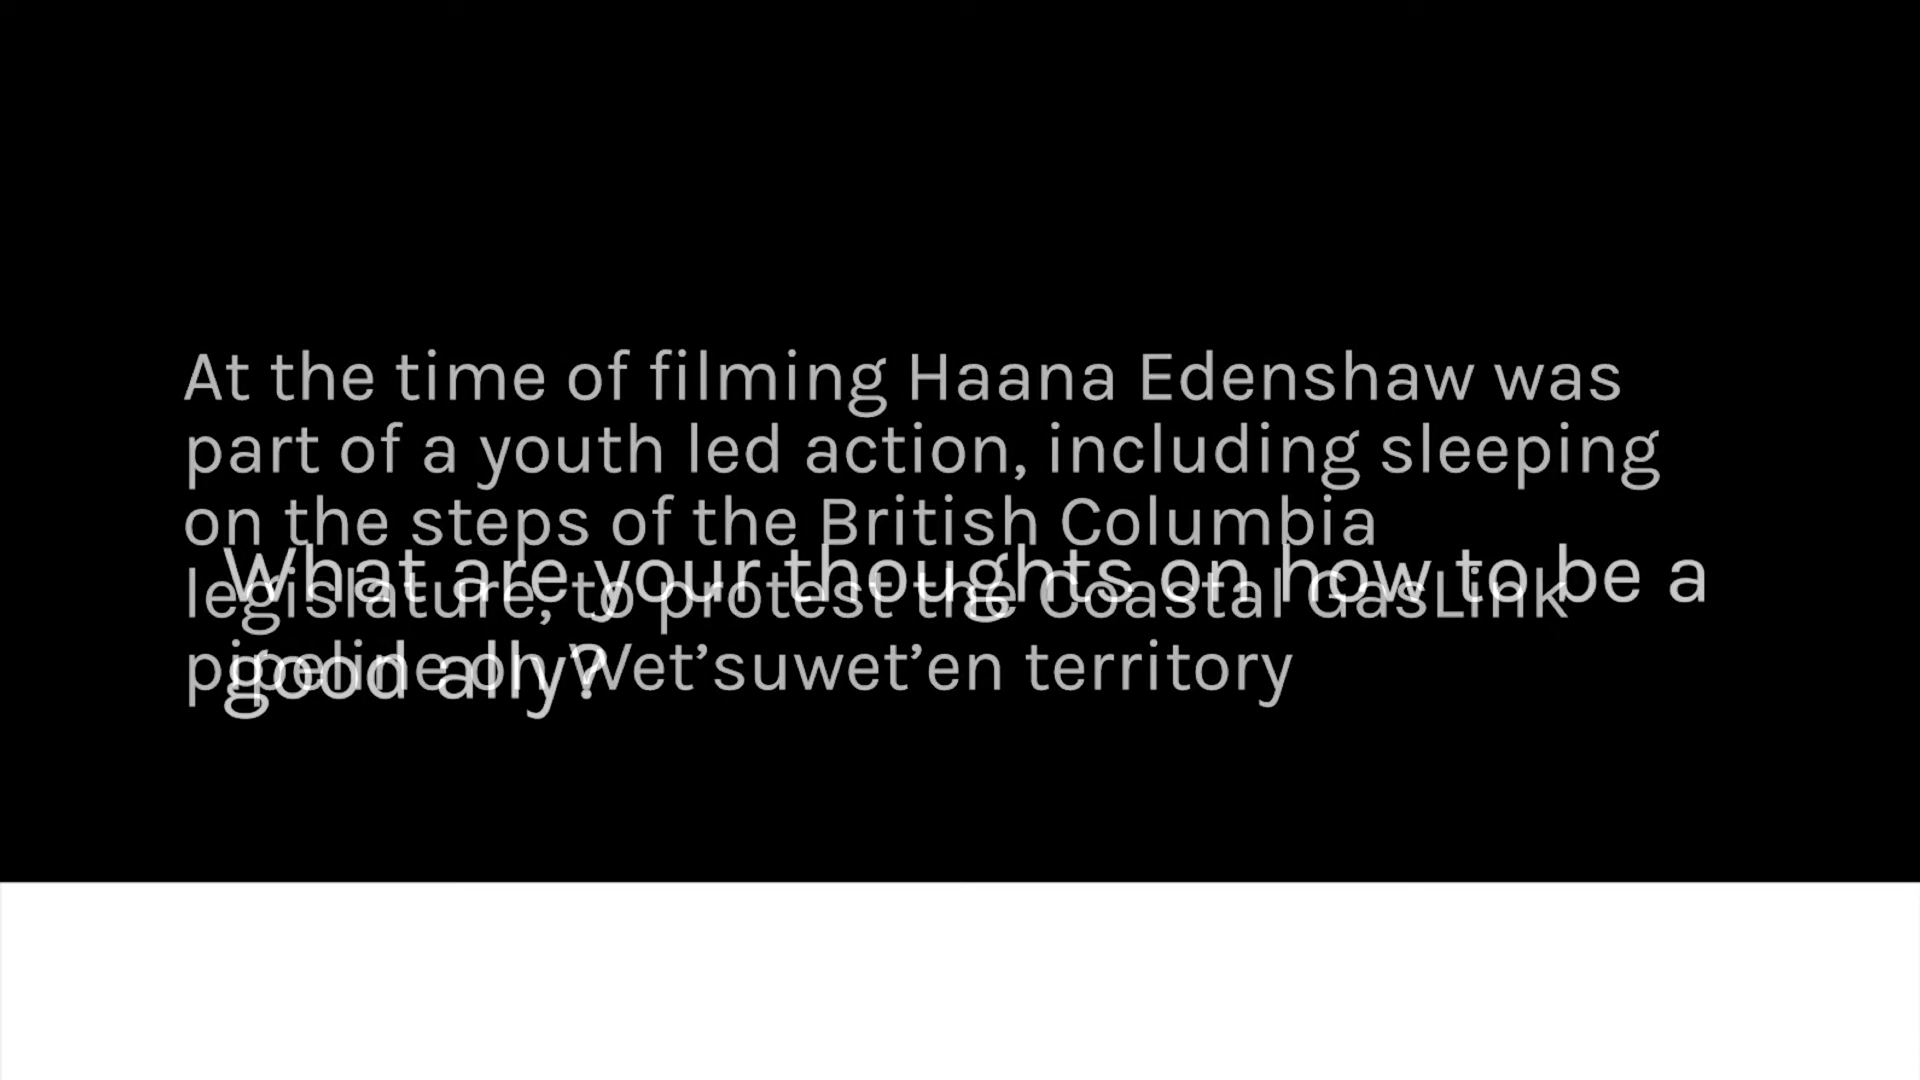 At the time of filming Haana Edenshaw was
part of a youth led action, including sleeping
on the steps of the British Columbia
legislature, to protest the Coastal GasLink
pipeline on Wet’suwet’en territory
What are your thoughts on how to be a
good ally?